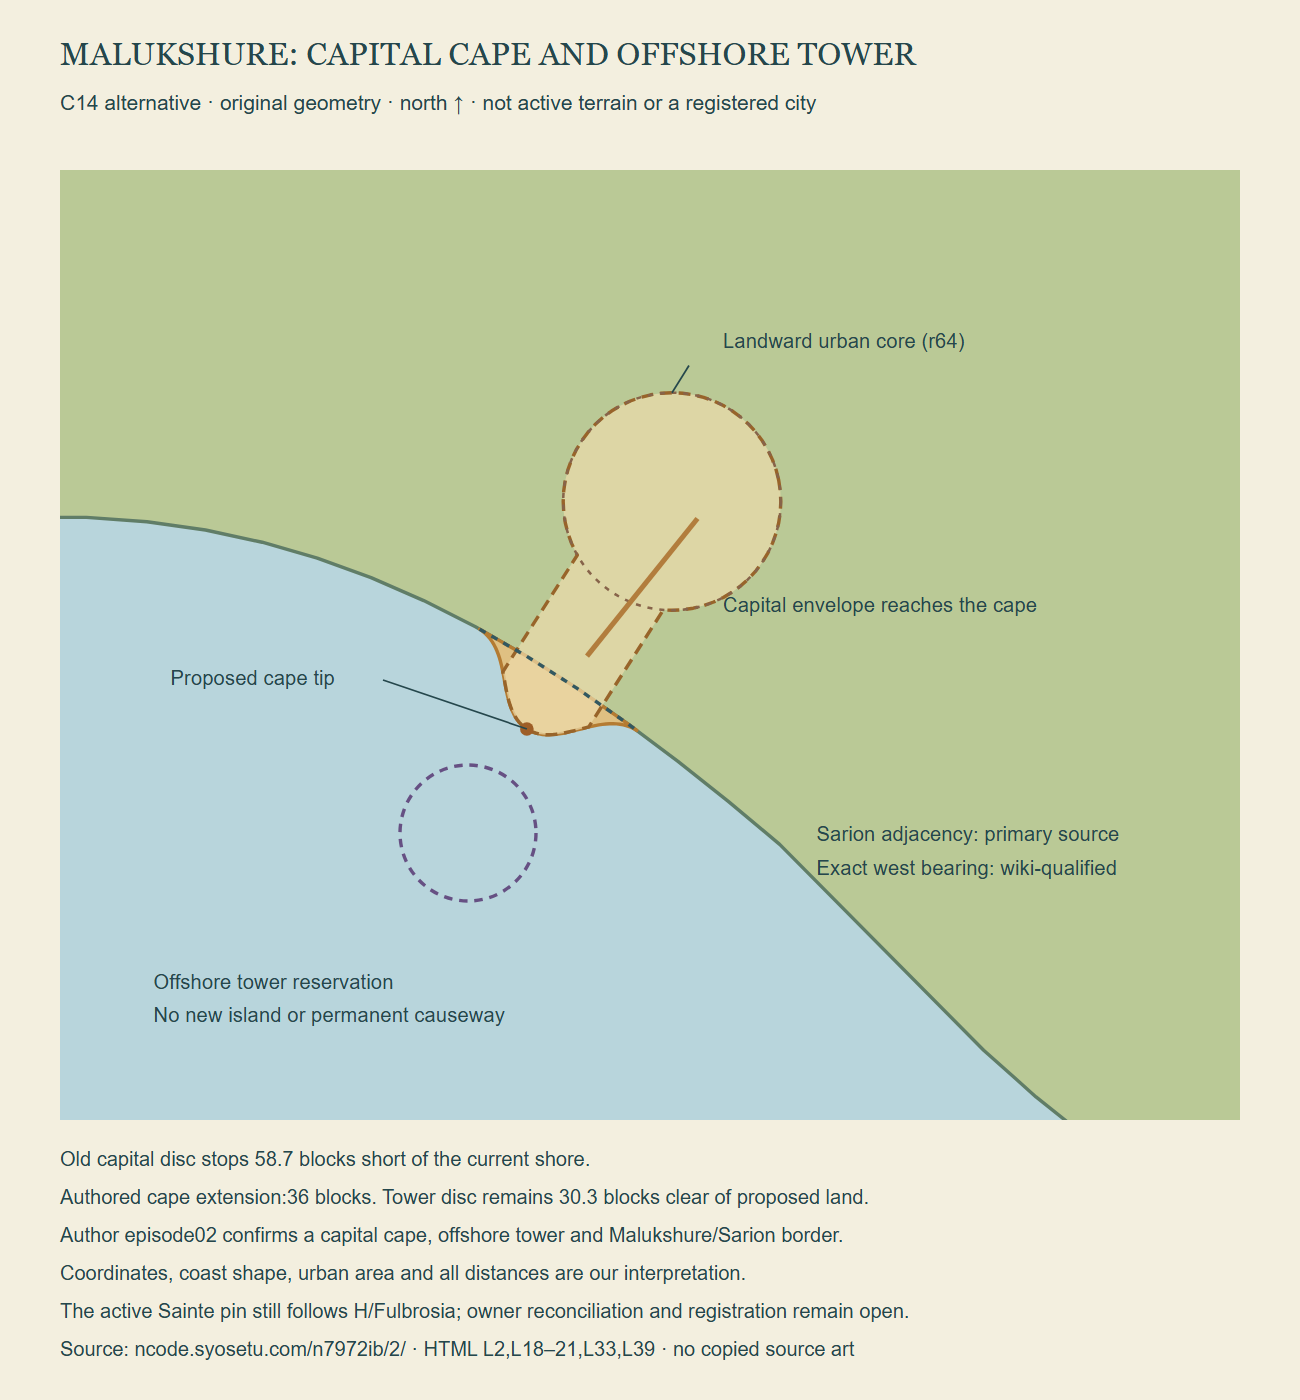 MALUKSHURE: CAPITAL CAPE AND OFFSHORE TOWER
C14 alternative · original geometry · north ↑ · not active terrain or a registered city
Landward urban core (r64)
Capital envelope reaches the cape
Proposed cape tip
Sarion adjacency: primary source
Exact west bearing: wiki-qualified
Offshore tower reservation
No new island or permanent causeway
Old capital disc stops 58.7 blocks short of the current shore.
Authored cape extension:36 blocks. Tower disc remains 30.3 blocks clear of proposed land.
Author episode02 confirms a capital cape, offshore tower and Malukshure/Sarion border.
Coordinates, coast shape, urban area and all distances are our interpretation.
The active Sainte pin still follows H/Fulbrosia; owner reconciliation and registration remain open.
Source: ncode.syosetu.com/n7972ib/2/ · HTML L2,L18–21,L33,L39 · no copied source art